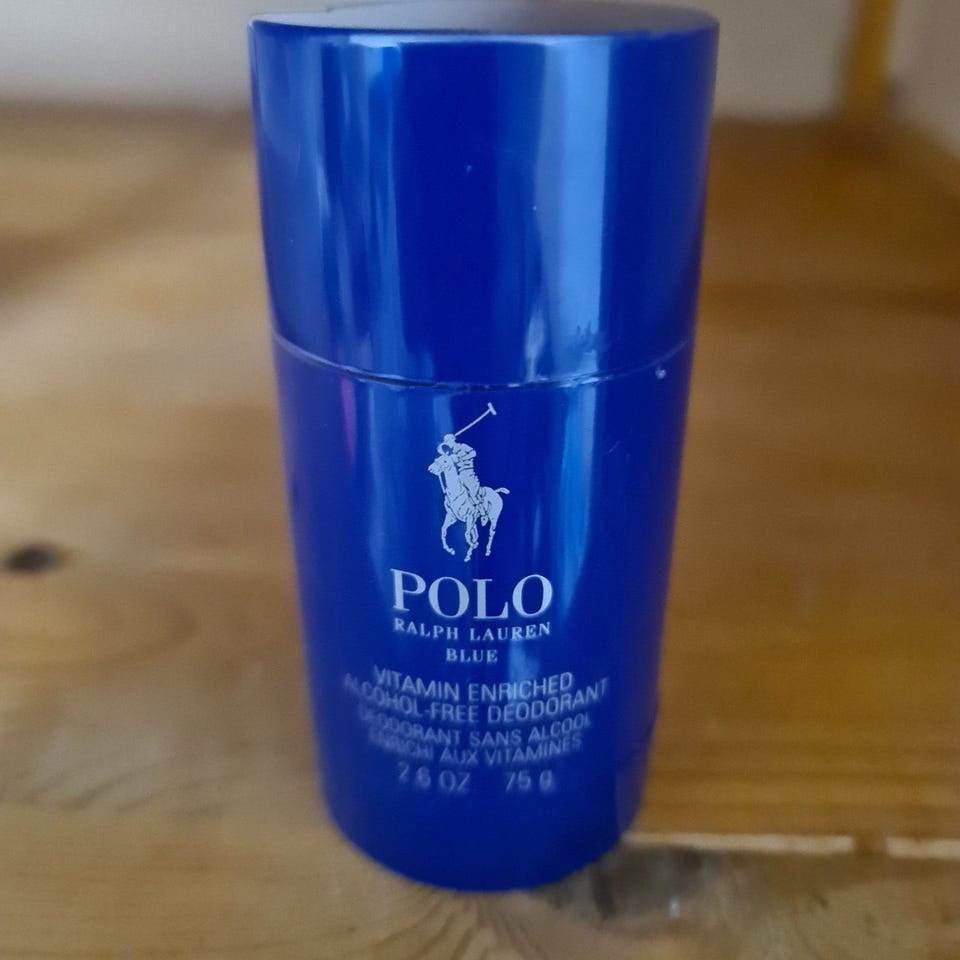 POLO
RALPH LAUREN
BLUE
VITAMIN ENRICHED
ALCOHOL-FREE DEODORANT
DEODORANT SANS ALCOOL
ENRICHI AUX VITAMINES
2.6 OZ 75 g